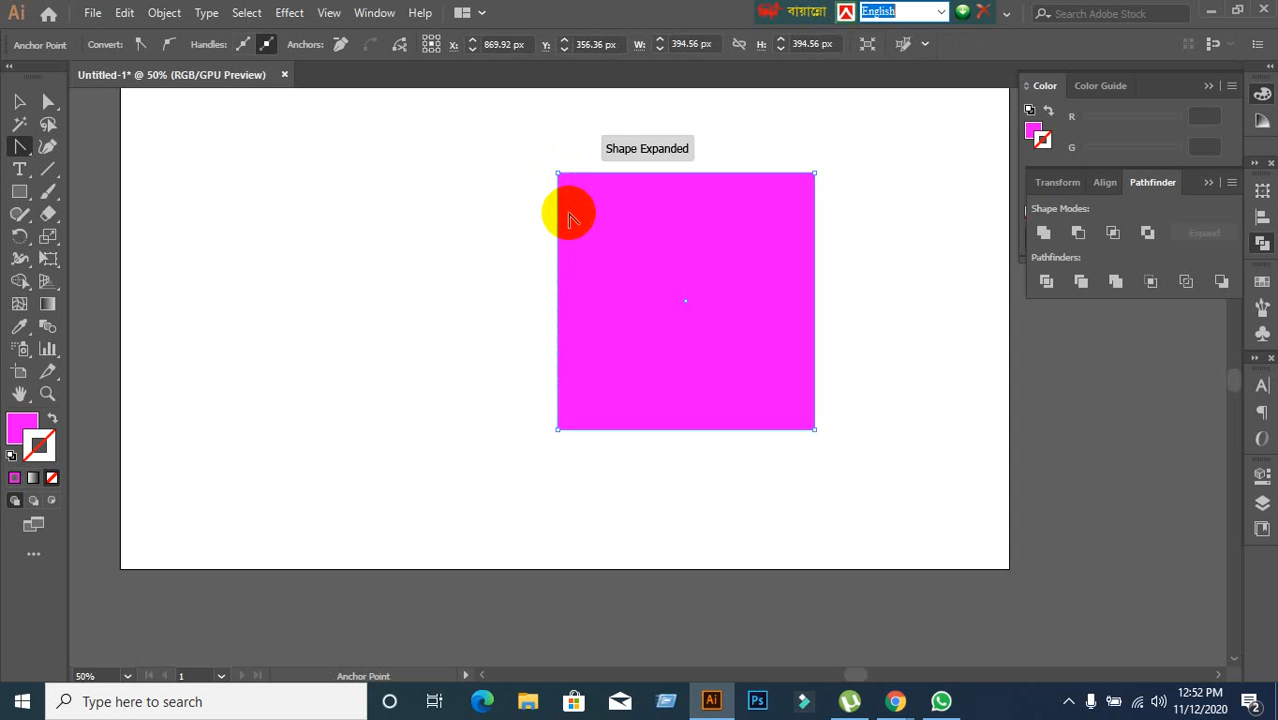 Ai File Edit Object Type Select Effect View Window Help বায়ান্নো English Search Adobe Stock
Anchor Point Convert: Handles: Anchors: X: 869.92 px Y: 356.36 px W: 394.56 px H: 394.56 px
Untitled-1* @ 50% (RGB/GPU Preview)
Color Color Guide
R
G
Shape Expanded
Transform Align Pathfinder
Shape Modes:
Expand
Pathfinders:
50% 1 Anchor Point
Type here to search Ai Ps
12:52 PM
11/12/2020
2